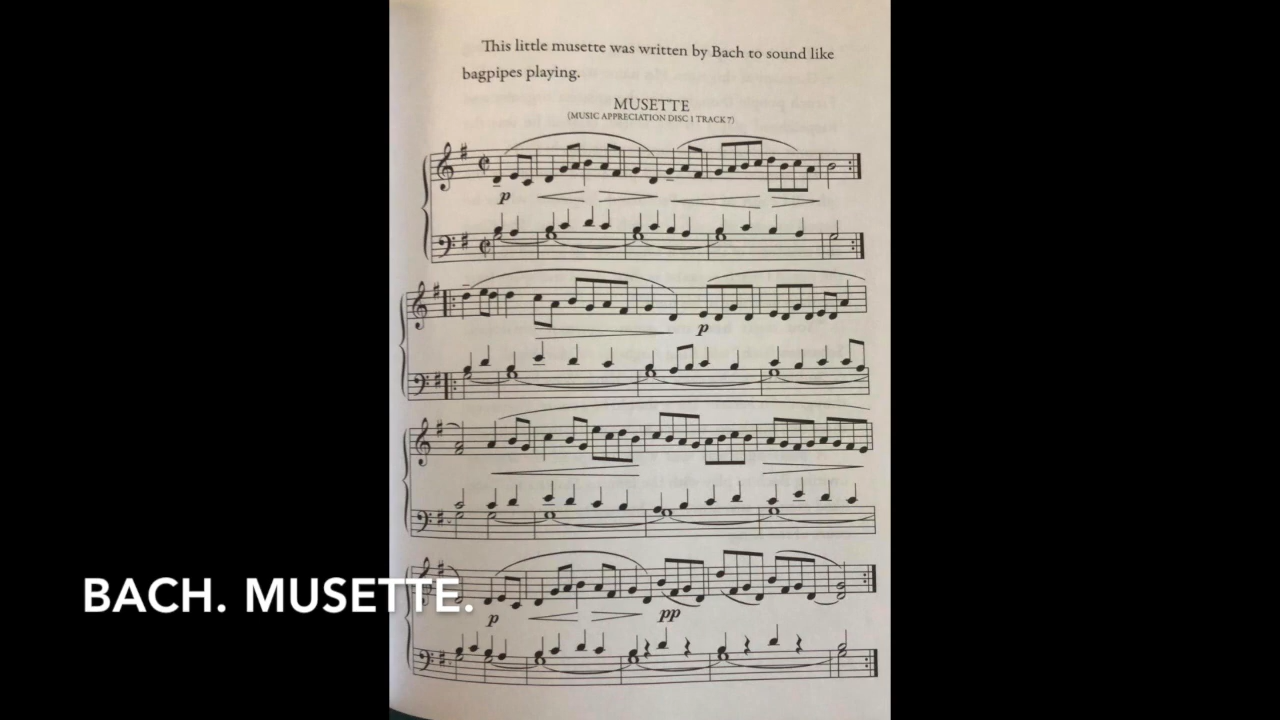 This little musette was written by Bach to sound like
bagpipes playing.
MUSETTE
(MUSIC APPRECIATION DISC 1 TRACK 7)
p
p
BACH. MUSETTE.
p
pp